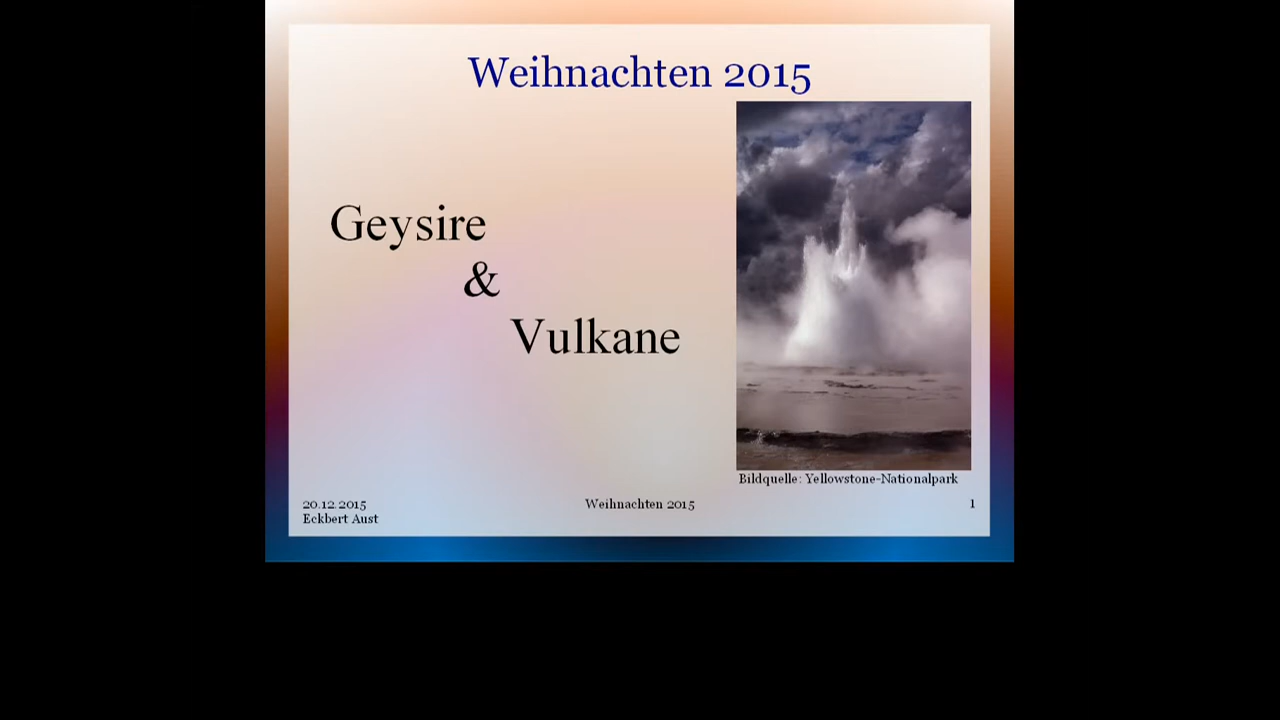 Weihnachten 2015
Geysire
&
Vulkane
Bildquelle: Yellowstone-Nationalpark
20.12.2015
Eckbert Aust
Weihnachten 2015
1